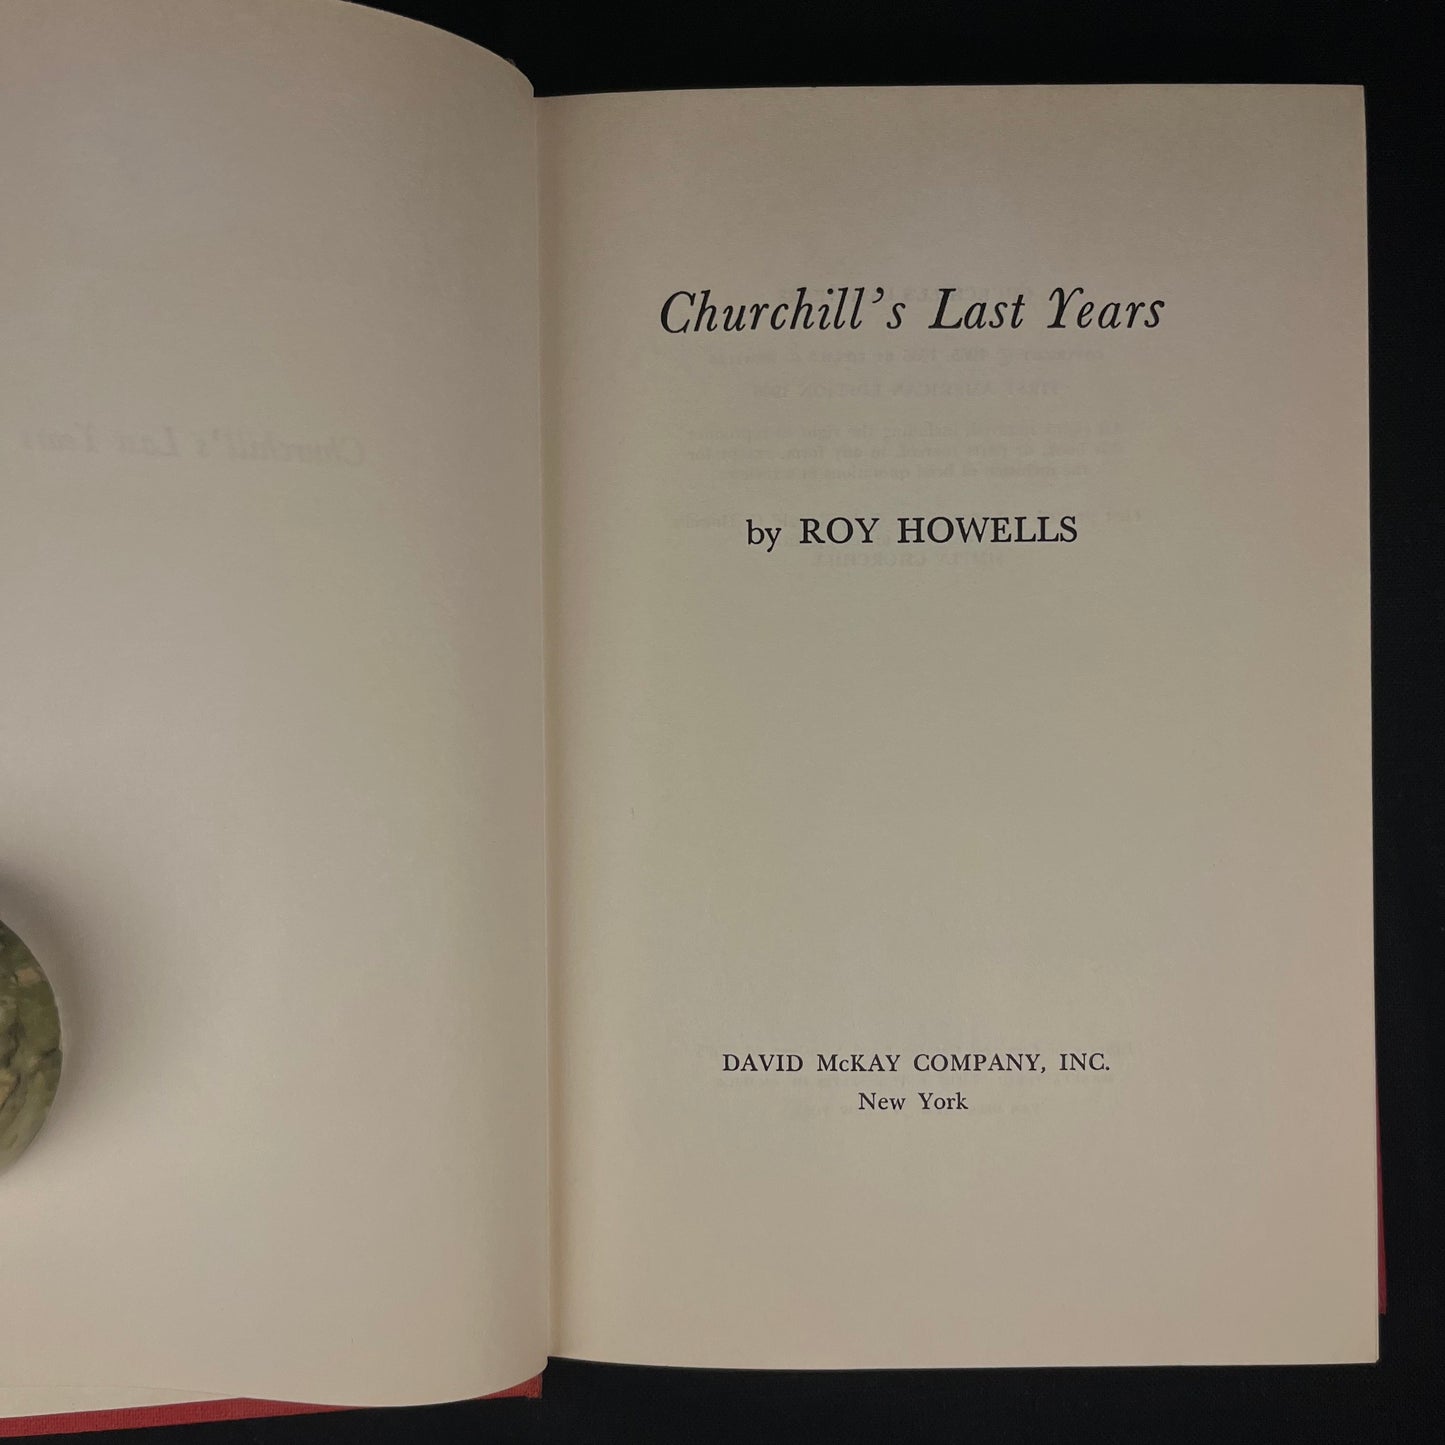 Churchill's Last Years
by ROY HOWELLS
DAVID McKAY COMPANY, INC.
New York